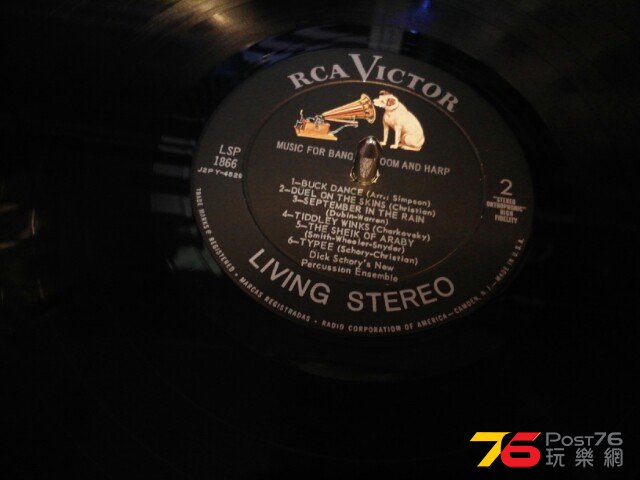 RCA VICTOR
MUSIC FOR BANG OOM AND HARP
LSP
1866
J2PY-4526
2
"STEREO
ORTHOPHONIC"
HIGH
FIDELITY
1—BUCK DANCE (Arr.: Simpson)
2—DUEL ON THE SKINS (Christian)
3—SEPTEMBER IN THE RAIN
(Dubin-Warren)
4—TIDDLEY WINKS (Charkovsky)
5—THE SHEIK OF ARABY
(Smith-Wheeler-Snyder)
6—TYPEE (Schory-Christian)
Dick Schory's New
Percussion Ensemble
LIVING STEREO
TRADE MARKS ® REGISTERED • MARCAS REGISTRADAS • RADIO CORPORATION OF AMERICA—CAMDEN, N.J.—MADE IN U.S.A.
76 POST76
玩樂網